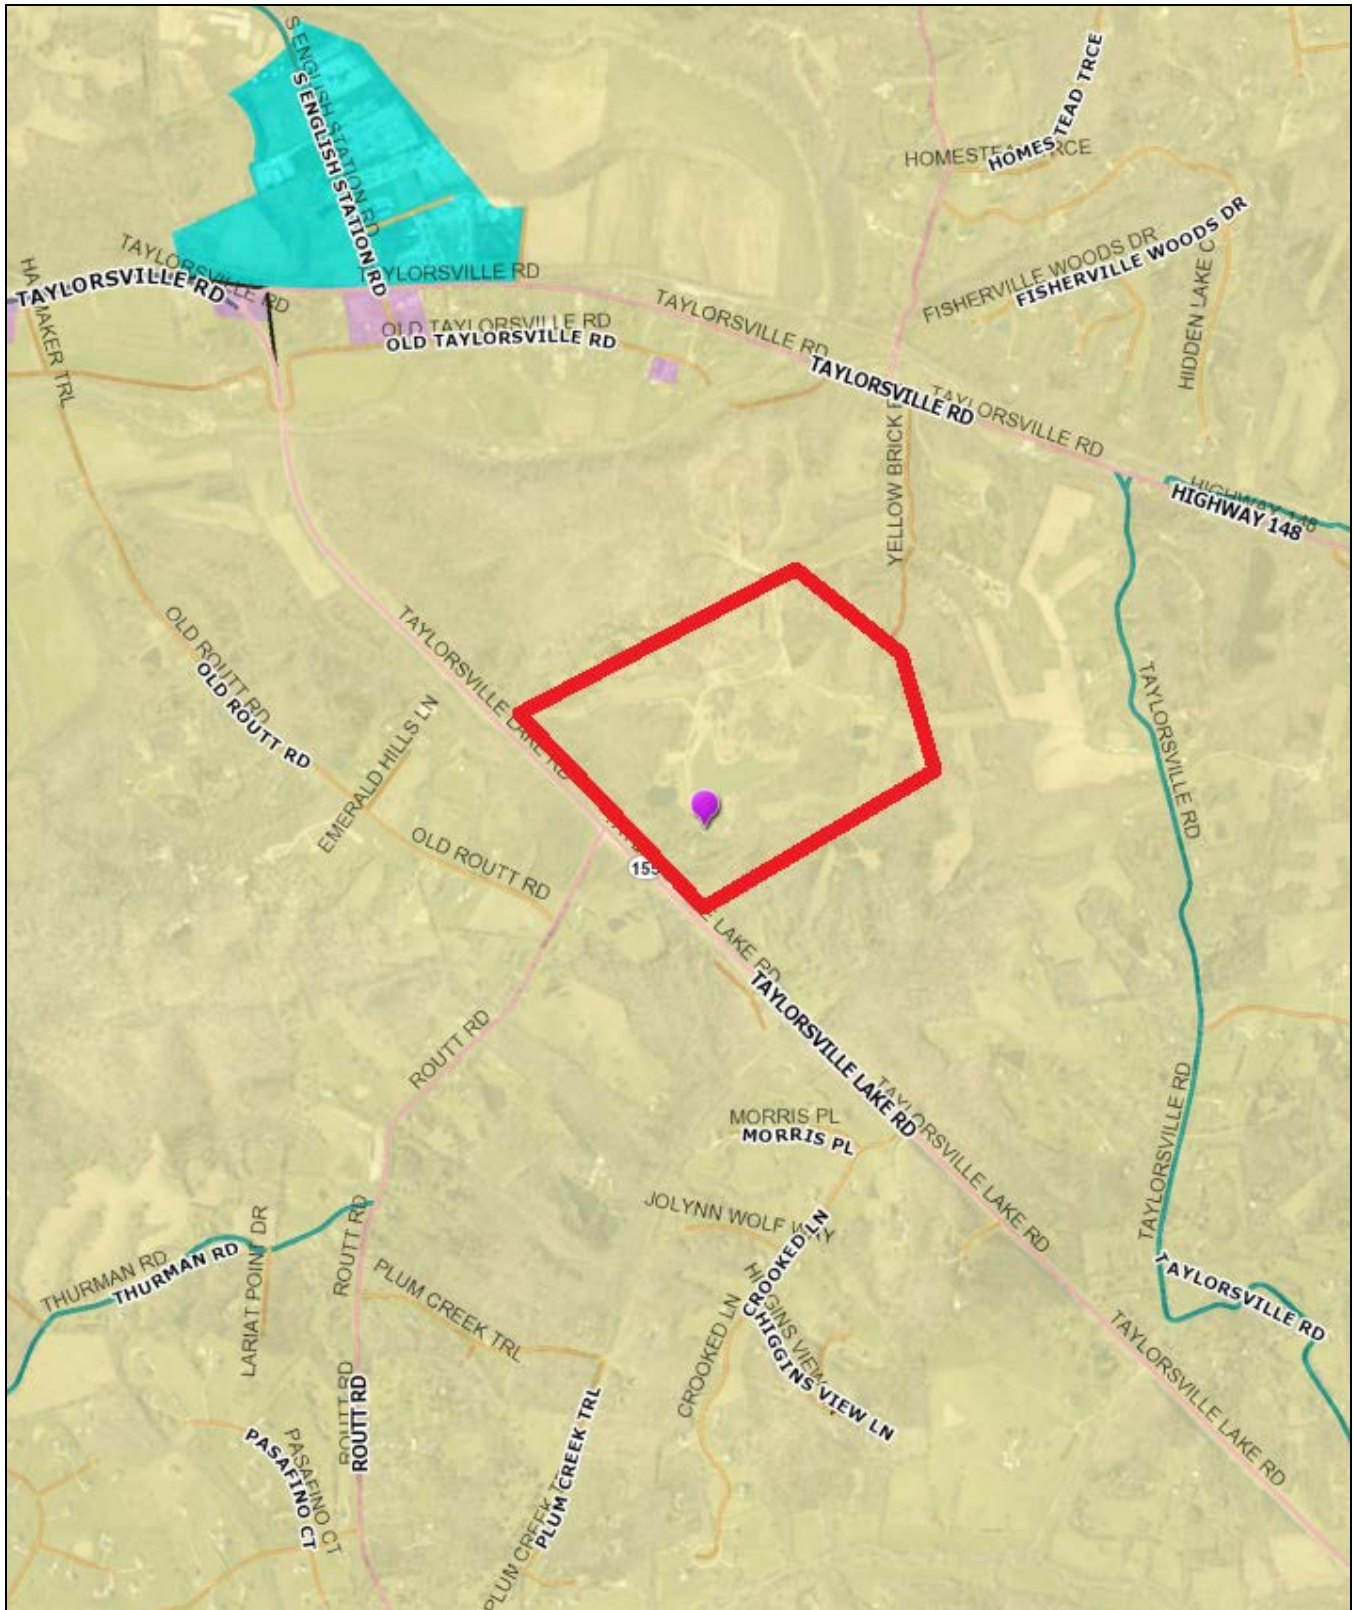 S ENGLISH STATION RD
S ENGLISH STATION RD
HOMESTEAD TRCE
HOMESTEAD TRCE
FISHERVILLE WOODS DR
FISHERVILLE WOODS DR
HIDDEN LAKE C
TAYLORSVILLE RD
TAYLORSVILLE RD
TAYLORSVILLE RD
TAYLORSVILLE RD
TAYLORSVILLE RD
TAYLORSVILLE RD
OLD TAYLORSVILLE RD
OLD TAYLORSVILLE RD
YELLOW BRICK R
HIGHWAY 148
HIGHWAY 148
OLD ROUTT RD
OLD ROUTT RD
TAYLORSVILLE LAKE RD
EMERALD HILLS LN
TAYLORSVILLE RD
OLD ROUTT RD
155
E LAKE RD
TAYLORSVILLE LAKE RD
ROUTT RD
TAYLORSVILLE LAKE RD
MORRIS PL
MORRIS PL
TAYLORSVILLE RD
JOLYNN WOLF WAY
CROOKED LN
CROOKED LN
HIGGINS VIEW
CHIGGINS VIEW LN
TAYLORSVILLE RD
THURMAN RD
THURMAN RD
LARIAT POINT DR
ROUTT RD
PLUM CREEK TRL
TAYLORSVILLE LAKE RD
ROUTT RD
ROUTT RD
PASAFINO CT
PASAFINO CT
PLUM CREEK TRL
PLUM CREEK T